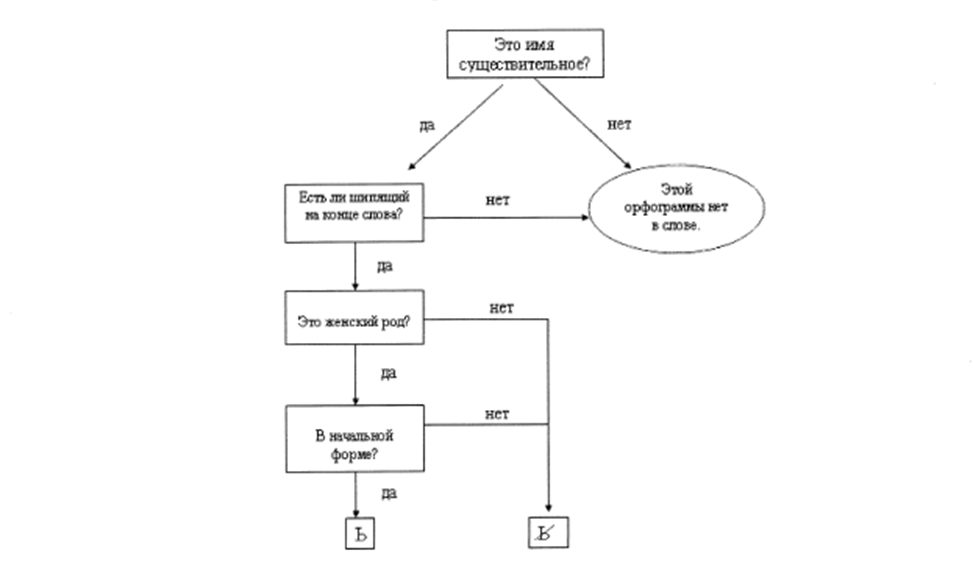 Это имя
существительное?
да
нет
Есть ли шипящий
на конце слова?
нет
Этой
орфограммы нет
в слове.
да
Это женский род?
нет
да
В начальной
форме?
нет
да
Ь
Ь